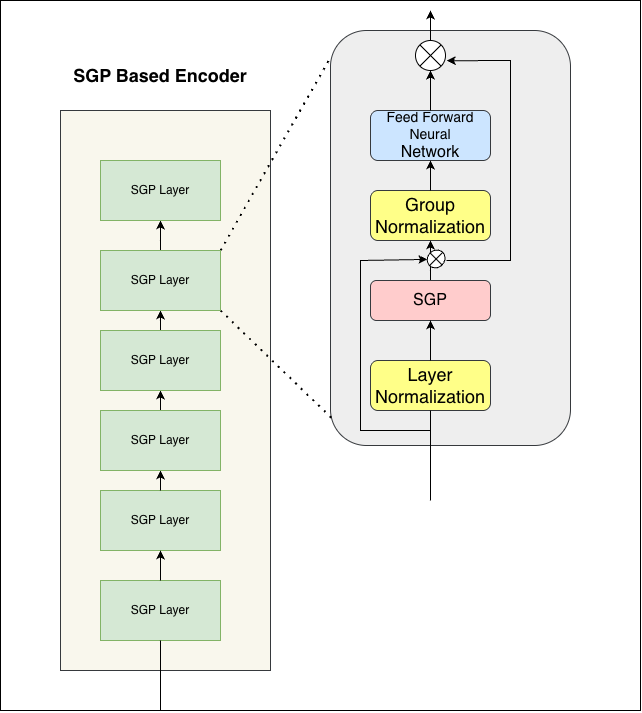 SGP Based Encoder
SGP Layer
SGP Layer
SGP Layer
SGP Layer
SGP Layer
SGP Layer
Feed Forward
Neural
Network
Group
Normalization
SGP
Layer
Normalization